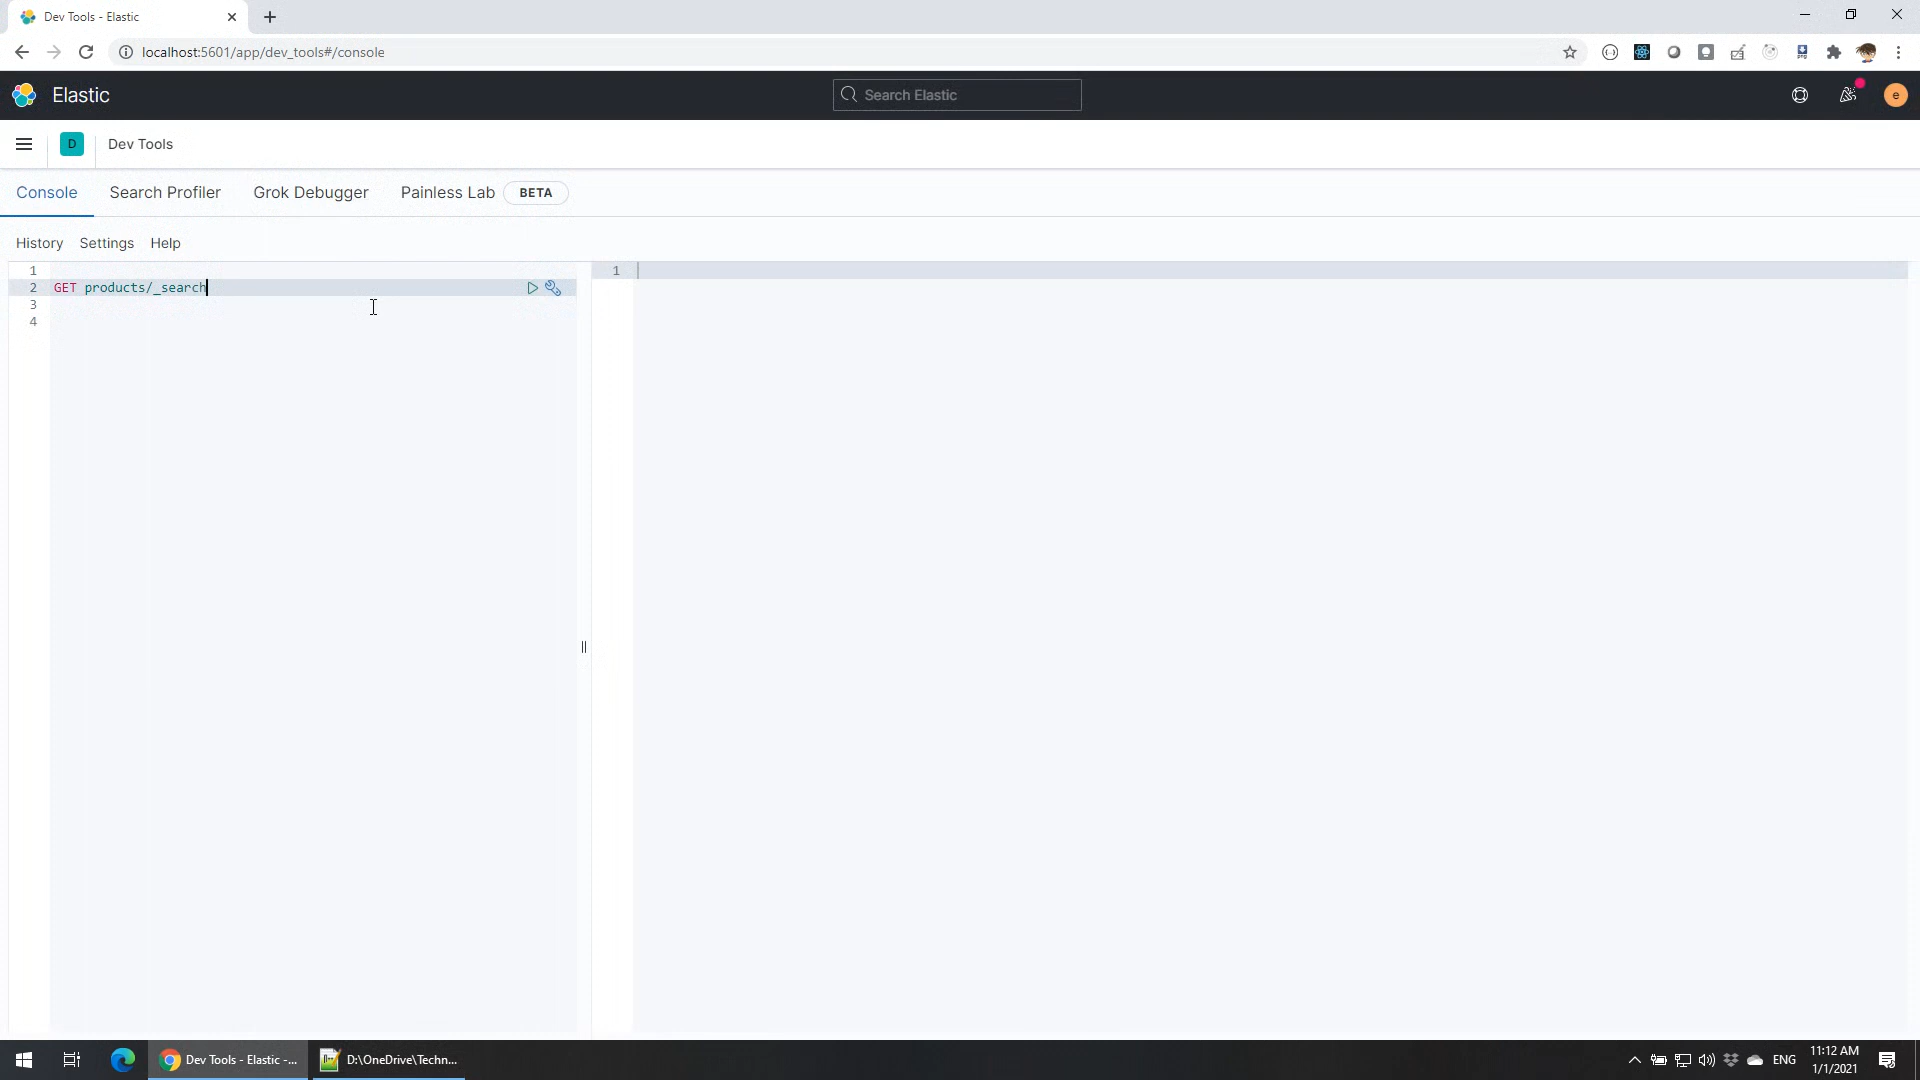 Dev Tools - Elastic
localhost:5601/app/dev_tools#/console
Elastic
Search Elastic
e
D
Dev Tools
Console
Search Profiler
Grok Debugger
Painless Lab
BETA
History
Settings
Help
1
2
GET products/_search
3
4
1
Dev Tools - Elastic -...
D:\OneDrive\Techn...
ENG
11:12 AM
1/1/2021